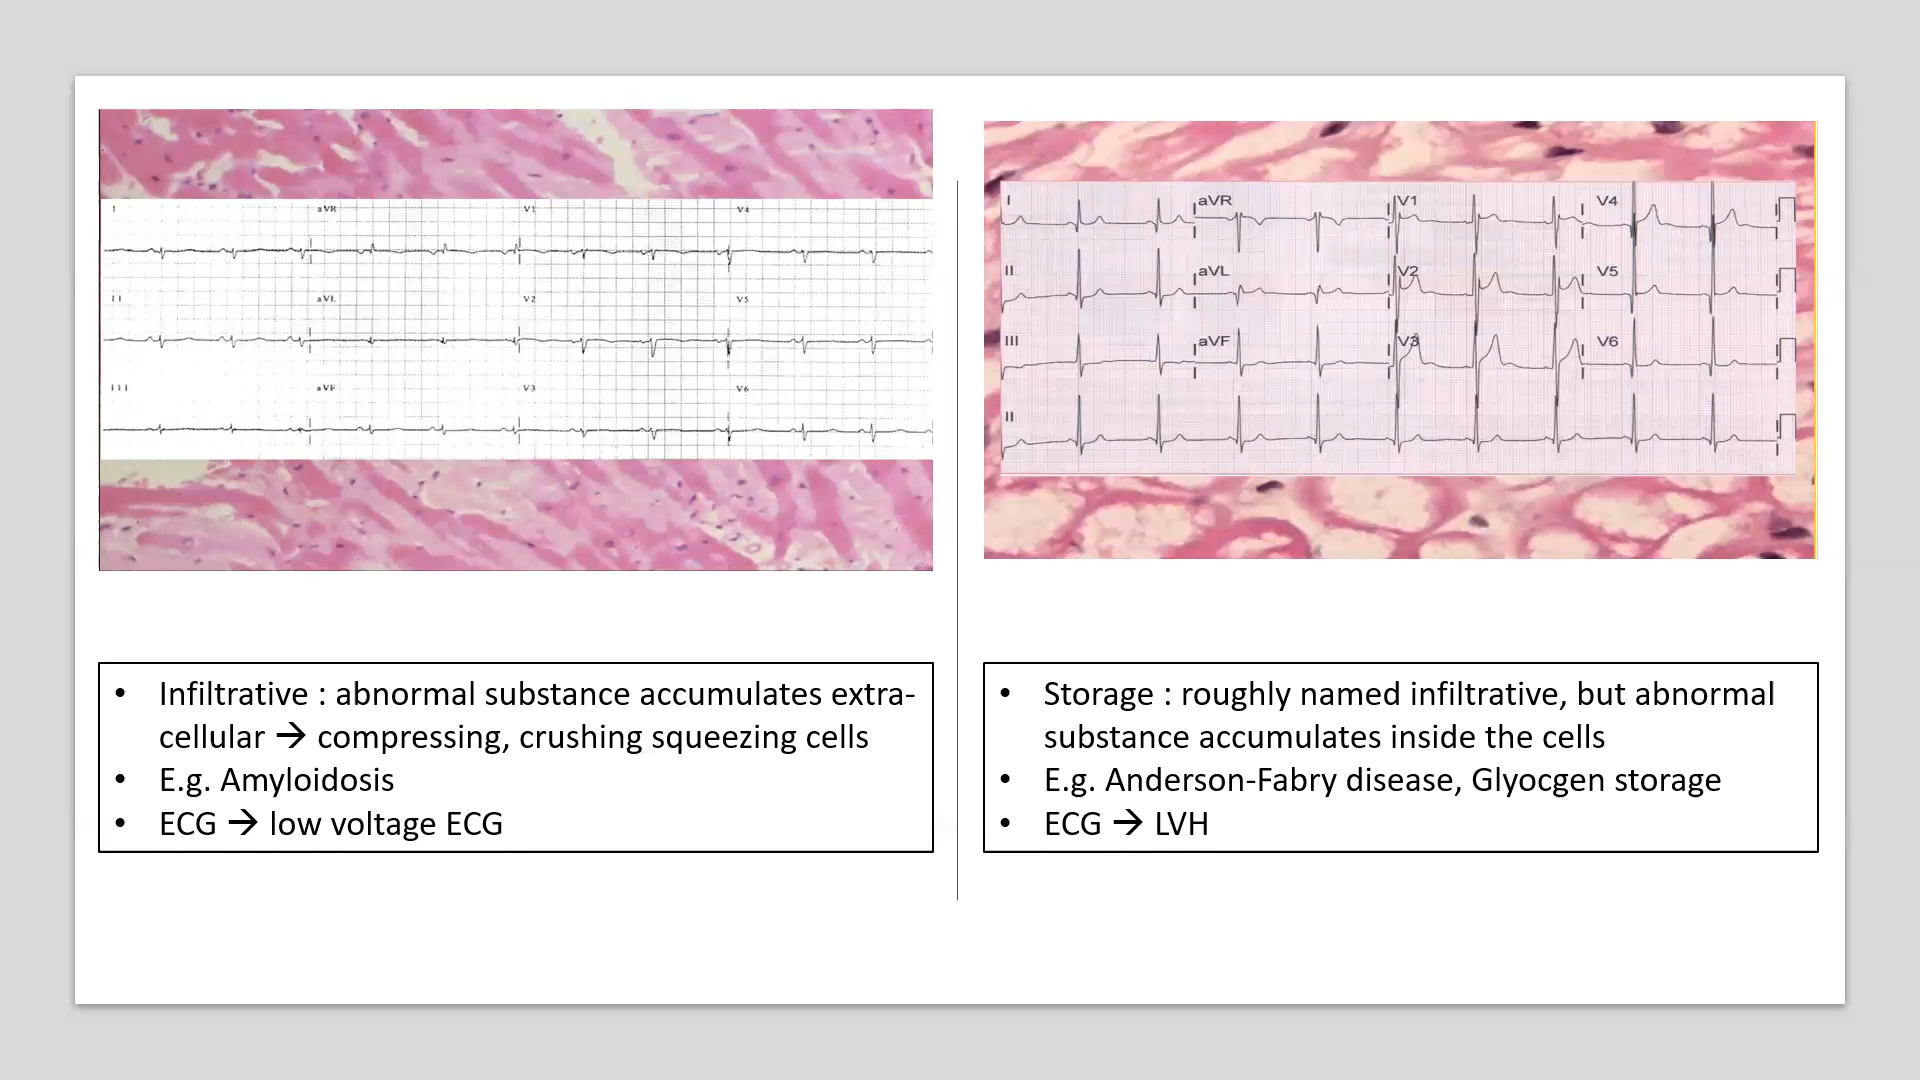 I aVR V1 V4
II aVL V2 V5
III aVF V3 V6
I aVR V1 V4
II aVL V2 V5
III aVF V3 V6
II
• Infiltrative : abnormal substance accumulates extra-
cellular → compressing, crushing squeezing cells
• E.g. Amyloidosis
• ECG → low voltage ECG
• Storage : roughly named infiltrative, but abnormal
substance accumulates inside the cells
• E.g. Anderson-Fabry disease, Glyocgen storage
• ECG → LVH